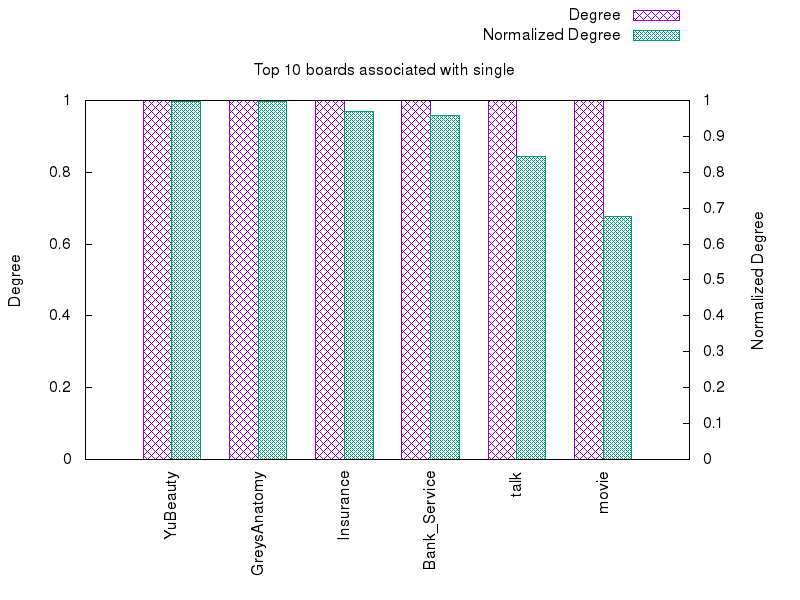 Degree
Normalized Degree
Top 10 boards associated with single
1
0.8
0.6
0.4
0.2
0
1
0.9
0.8
0.7
0.6
0.5
0.4
0.3
0.2
0.1
0
Degree
Normalized Degree
YuBeauty
GreysAnatomy
Insurance
Bank_Service
talk
movie